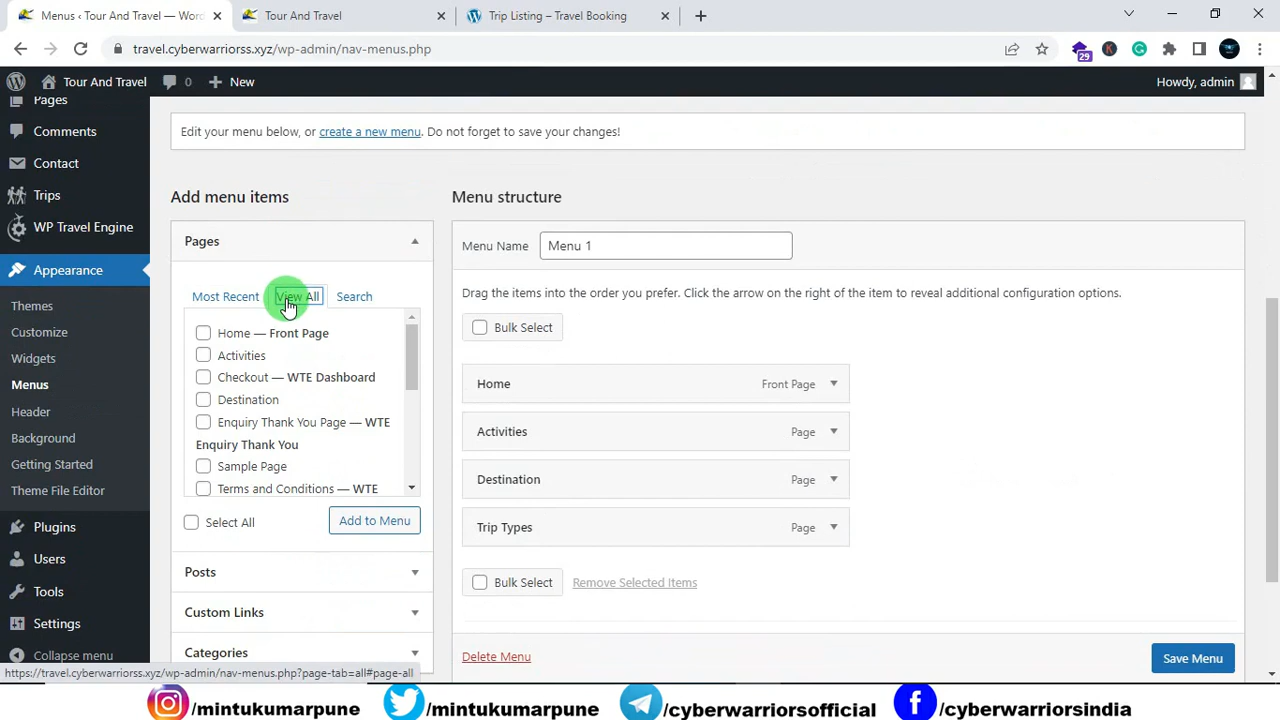 Menus ‹ Tour And Travel — Wor
Tour And Travel
Trip Listing – Travel Booking
travel.cyberwarriorss.xyz/wp-admin/nav-menus.php
29
K
Tour And Travel
0
New
Howdy, admin
Pages
Comments
Contact
Trips
WP Travel Engine
Appearance
Themes
Customize
Widgets
Menus
Header
Background
Getting Started
Theme File Editor
Plugins
Users
Tools
Settings
Collapse menu
Edit your menu below, or create a new menu. Do not forget to save your changes!
Add menu items
Pages
Most Recent
View All
Search
Home — Front Page
Activities
Checkout — WTE Dashboard
Destination
Enquiry Thank You Page — WTE
Enquiry Thank You
Sample Page
Terms and Conditions — WTE
Select All
Add to Menu
Posts
Custom Links
Categories
Menu structure
Menu Name
Menu 1
Drag the items into the order you prefer. Click the arrow on the right of the item to reveal additional configuration options.
Bulk Select
Home Front Page
Activities Page
Destination Page
Trip Types Page
Bulk Select
Remove Selected Items
Delete Menu
Save Menu
https://travel.cyberwarriorss.xyz/wp-admin/nav-menus.php?page-tab=all#page-all
/mintukumarpune
/mintukumarpune
/cyberwarriorsofficial
/cyberwarriorsindia